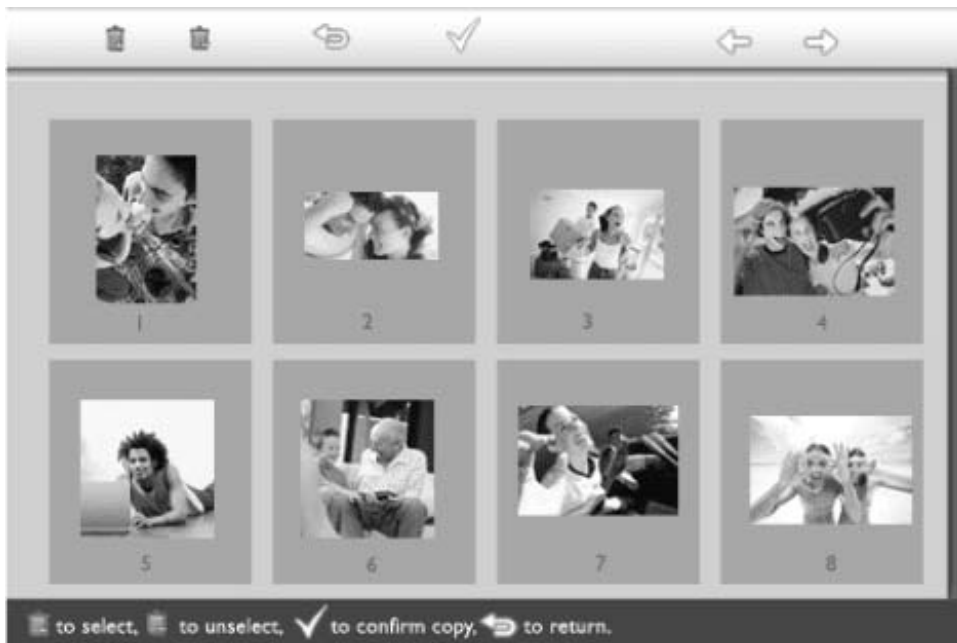 1 2 3 4
5 6 7 8
to select, to unselect, to confirm copy, to return.